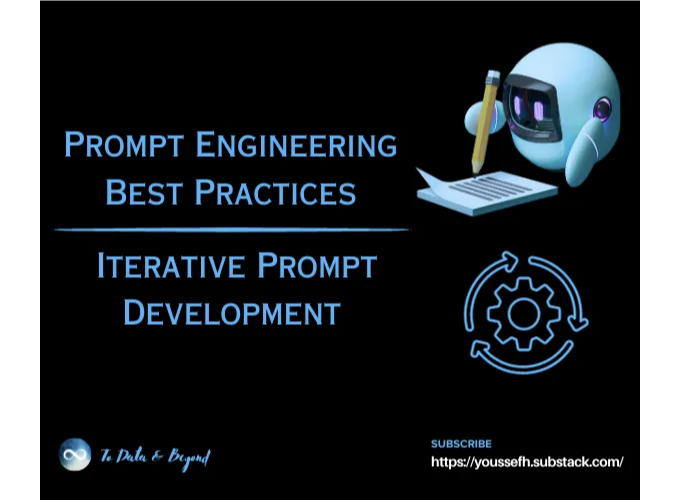 Prompt Engineering
Best Practices
Iterative Prompt
Development
To Data & Beyond
SUBSCRIBE
https://youssefh.substack.com/